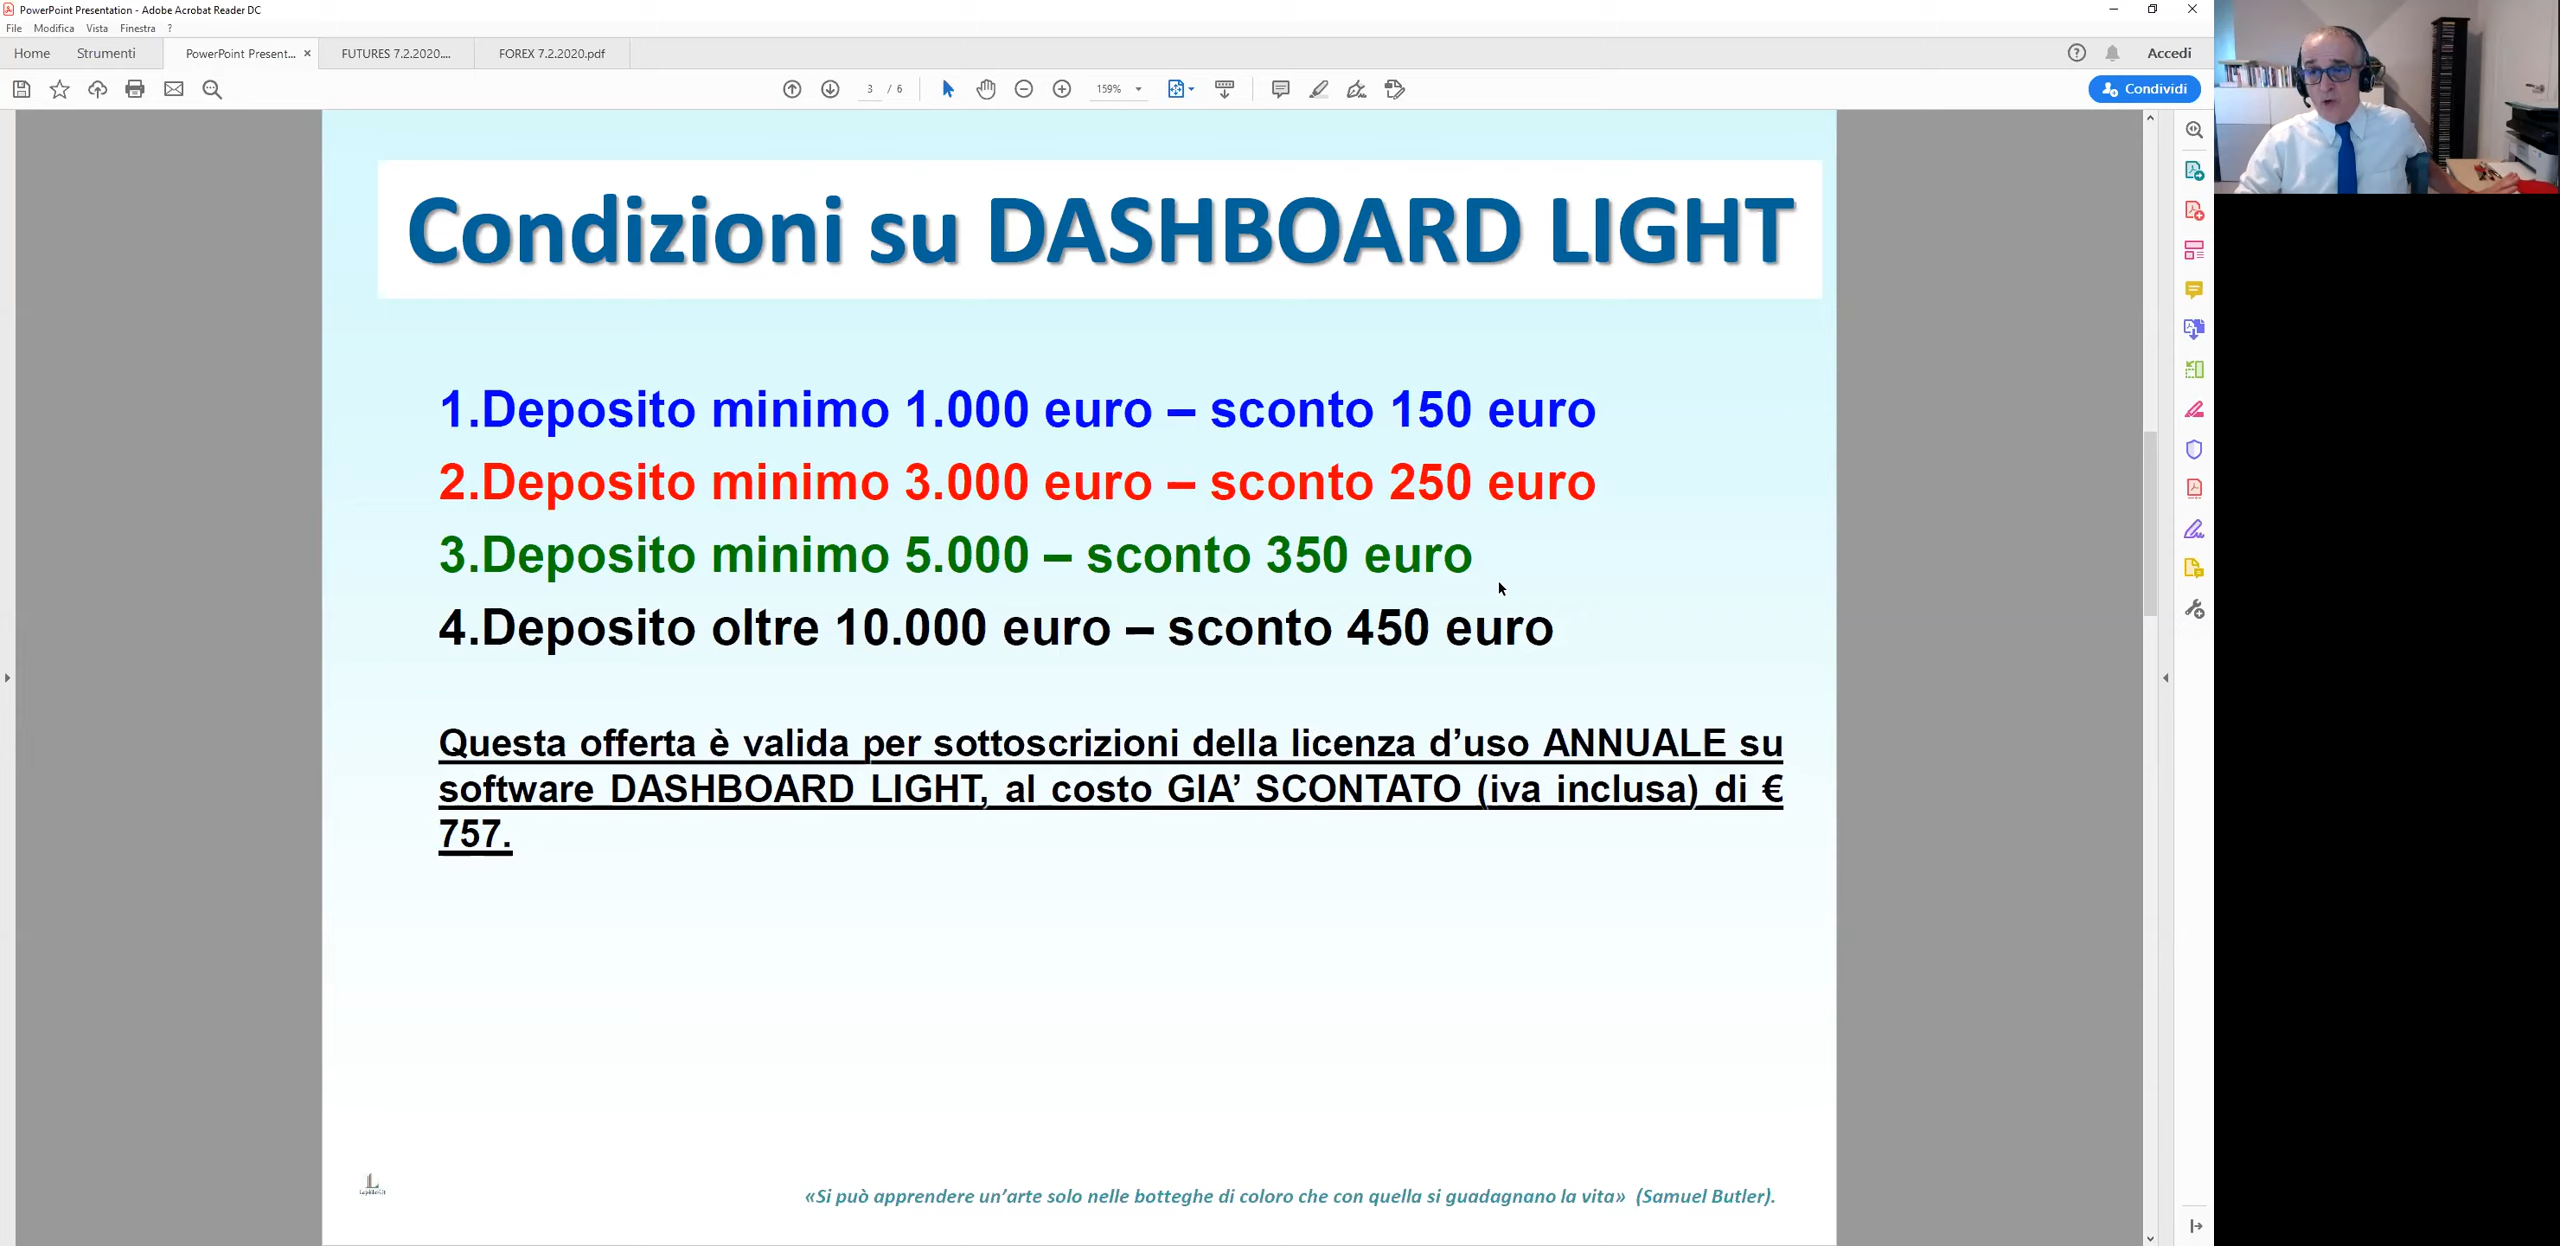 PowerPoint Presentation - Adobe Acrobat Reader DC
File Modifica Vista Finestra ?
Home Strumenti PowerPoint Present... × FUTURES 7.2.2020.... FOREX 7.2.2020.pdf Accedi
3 / 6 159% Condividi
Condizioni su DASHBOARD LIGHT
1.Deposito minimo 1.000 euro – sconto 150 euro
2.Deposito minimo 3.000 euro – sconto 250 euro
3.Deposito minimo 5.000 – sconto 350 euro
4.Deposito oltre 10.000 euro – sconto 450 euro
Questa offerta è valida per sottoscrizioni della licenza d’uso ANNUALE su
software DASHBOARD LIGHT, al costo GIA’ SCONTATO (iva inclusa) di €
757.
«Si può apprendere un’arte solo nelle botteghe di coloro che con quella si guadagnano la vita» (Samuel Butler).